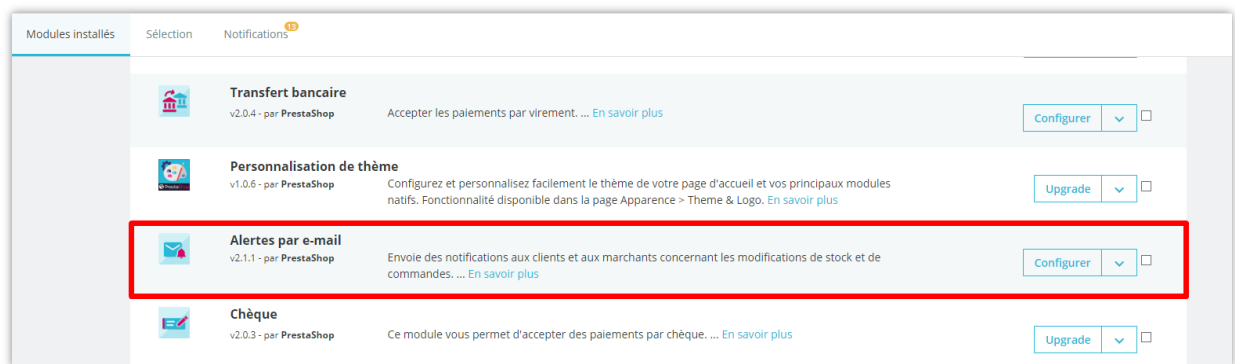 Modules installés
Sélection
Notifications
13
Transfert bancaire
v2.0.4 - par PrestaShop
Accepter les paiements par virement. ... En savoir plus
Configurer
Personnalisation de thème
v1.0.6 - par PrestaShop
Configurez et personnalisez facilement le thème de votre page d'accueil et vos principaux modules
natifs. Fonctionnalité disponible dans la page Apparence > Theme & Logo. En savoir plus
Upgrade
Alertes par e-mail
v2.1.1 - par PrestaShop
Envoie des notifications aux clients et aux marchants concernant les modifications de stock et de
commandes. ... En savoir plus
Configurer
Chèque
v2.0.3 - par PrestaShop
Ce module vous permet d'accepter des paiements par chèque. ... En savoir plus
Upgrade